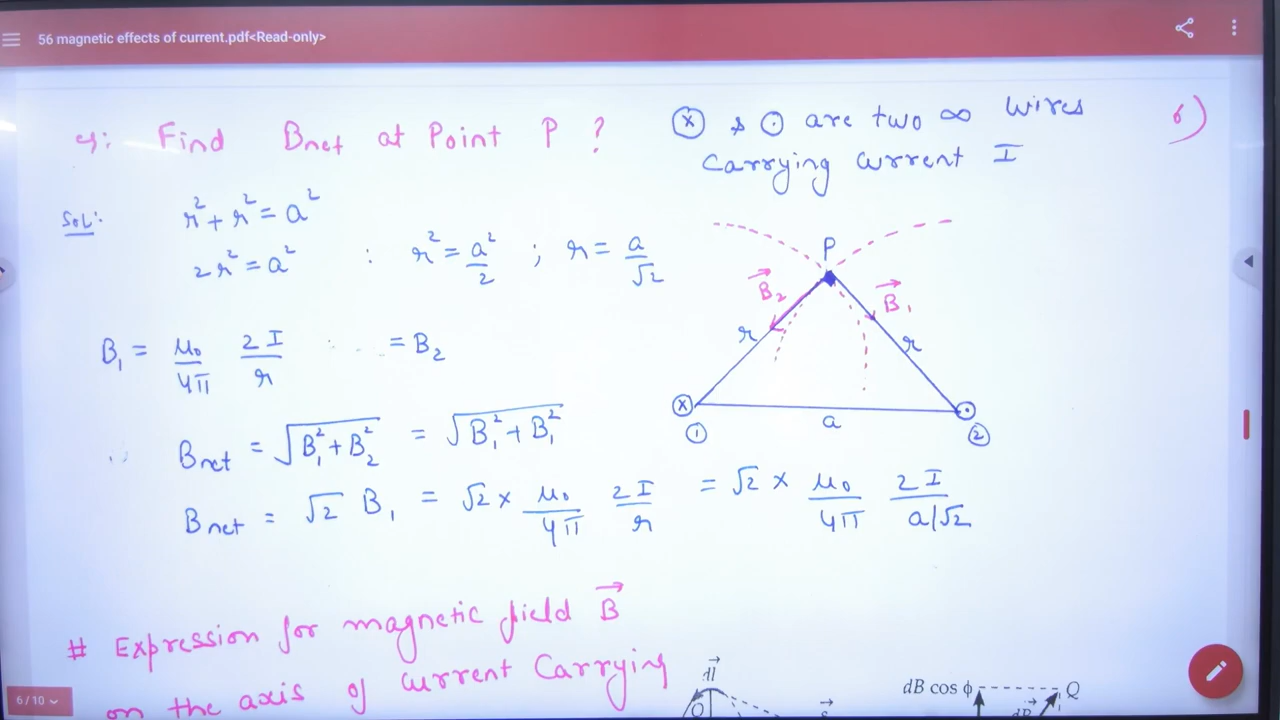 56 magnetic effects of current.pdf<Read-only>
eg: Find Bnet at Point P ?
ⓧ & ⊙ are two ∞ wires
carrying current I
6)
Sol:
r² + r² = a²
2r² = a² : r² = a²/2 ; r = a/√2
B₁ = μ₀/4π 2I/r = B₂
Bnet = √B₁² + B₂² = √B₁² + B₁²
Bnet = √2 B₁ = √2 × μ₀/4π 2I/r = √2 × μ₀/4π 2I/a/√2
P
B₂
B₁
r
r
ⓧ
⊙
a
①
②
# Expression for magnetic field B
on the axis of current carrying
dl
dB cos ϕ
Q
6 / 10